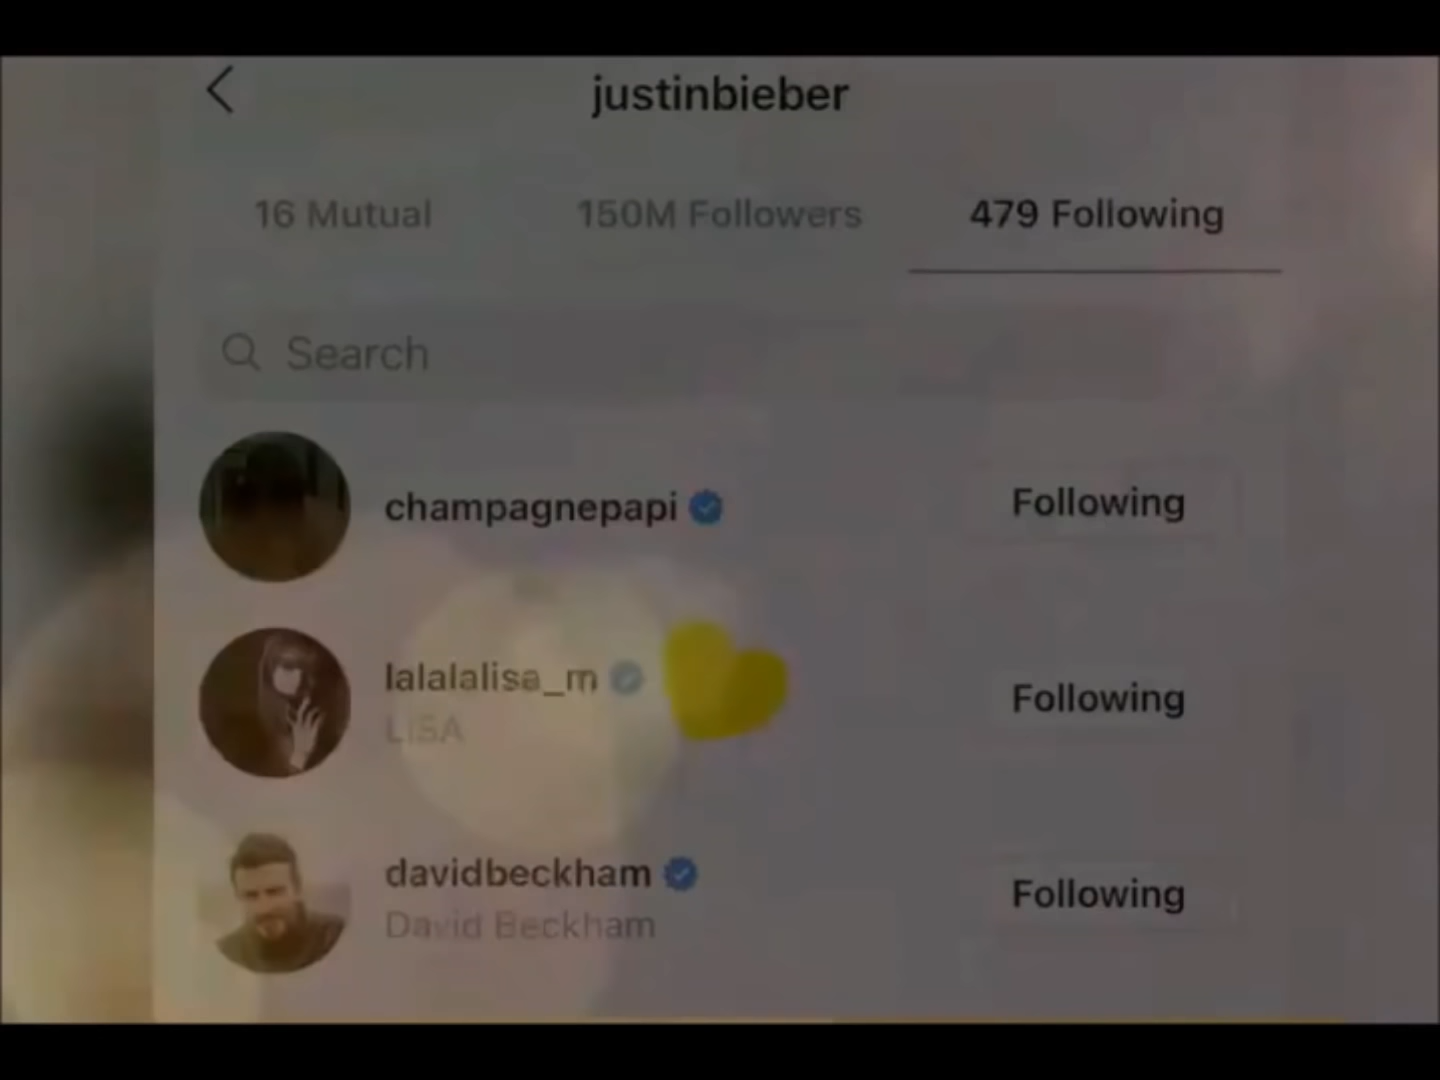 justinbieber
16 Mutual 150M Followers 479 Following
Search
champagnepapi Following
lalalalisa_m Following
LISA
davidbeckham Following
David Beckham